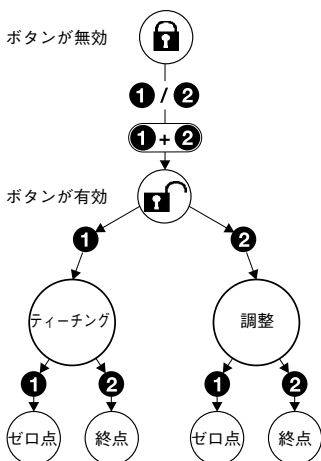 ボタンが無効
1 / 2
1 + 2
ボタンが有効
1 2
ティーチング 調整
1 2 1 2
ゼロ点 終点 ゼロ点 終点